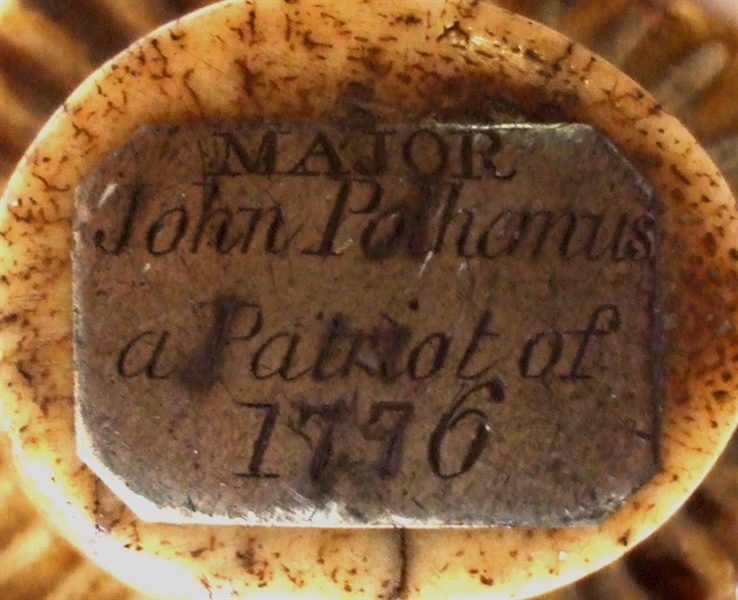 MAJOR
John Polhemus
a Patriot of
1776